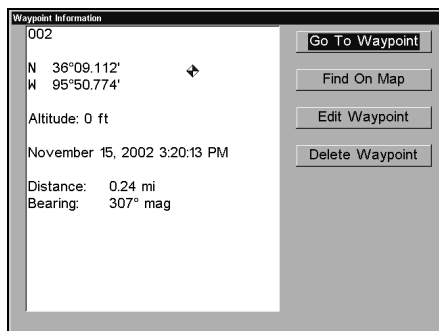 Waypoint Information
002
N 36°09.112'
W 95°50.774'
Altitude: 0 ft
November 15, 2002 3:20:13 PM
Distance: 0.24 mi
Bearing: 307° mag
Go To Waypoint
Find On Map
Edit Waypoint
Delete Waypoint